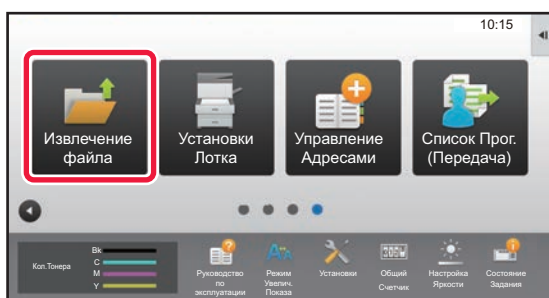 10:15
Извлечение
файла
Установки
Лотка
Управление
Адресами
Список Прог.
(Передача)
Кол.Тонера
Bk
C
M
Y
Руководство
по
эксплуатации
Режим
Увелич.
Показа
Установки
Общий
Счетчик
Настройка
Яркости
Состояние
Задания